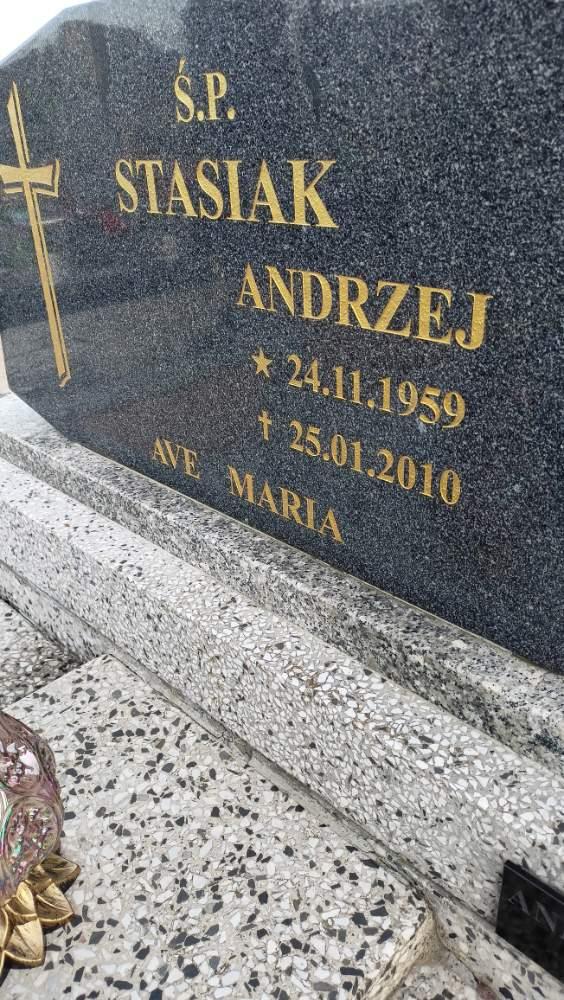 Ś.P.
STASIAK
ANDRZEJ
★ 24.11.1959
✝ 25.01.2010
AVE MARIA